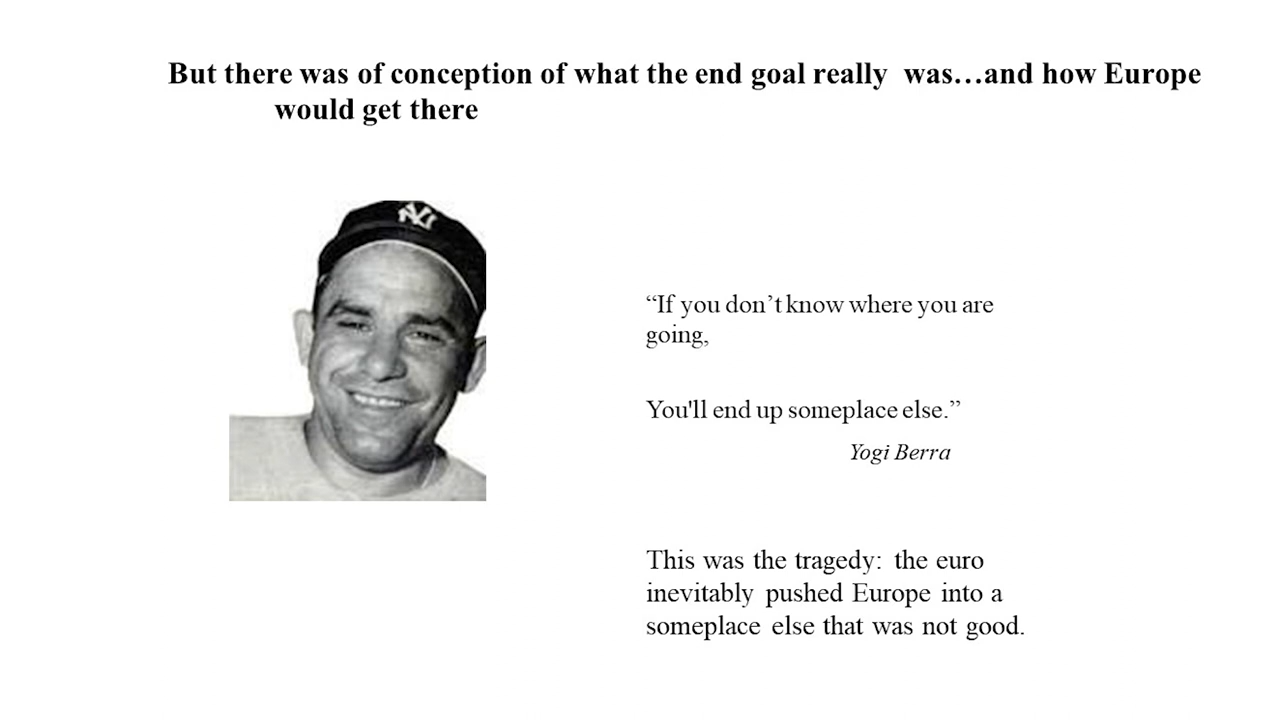 But there was of conception of what the end goal really was…and how Europe
would get there
NY
“If you don’t know where you are
going,
You'll end up someplace else.”
Yogi Berra
This was the tragedy: the euro
inevitably pushed Europe into a
someplace else that was not good.